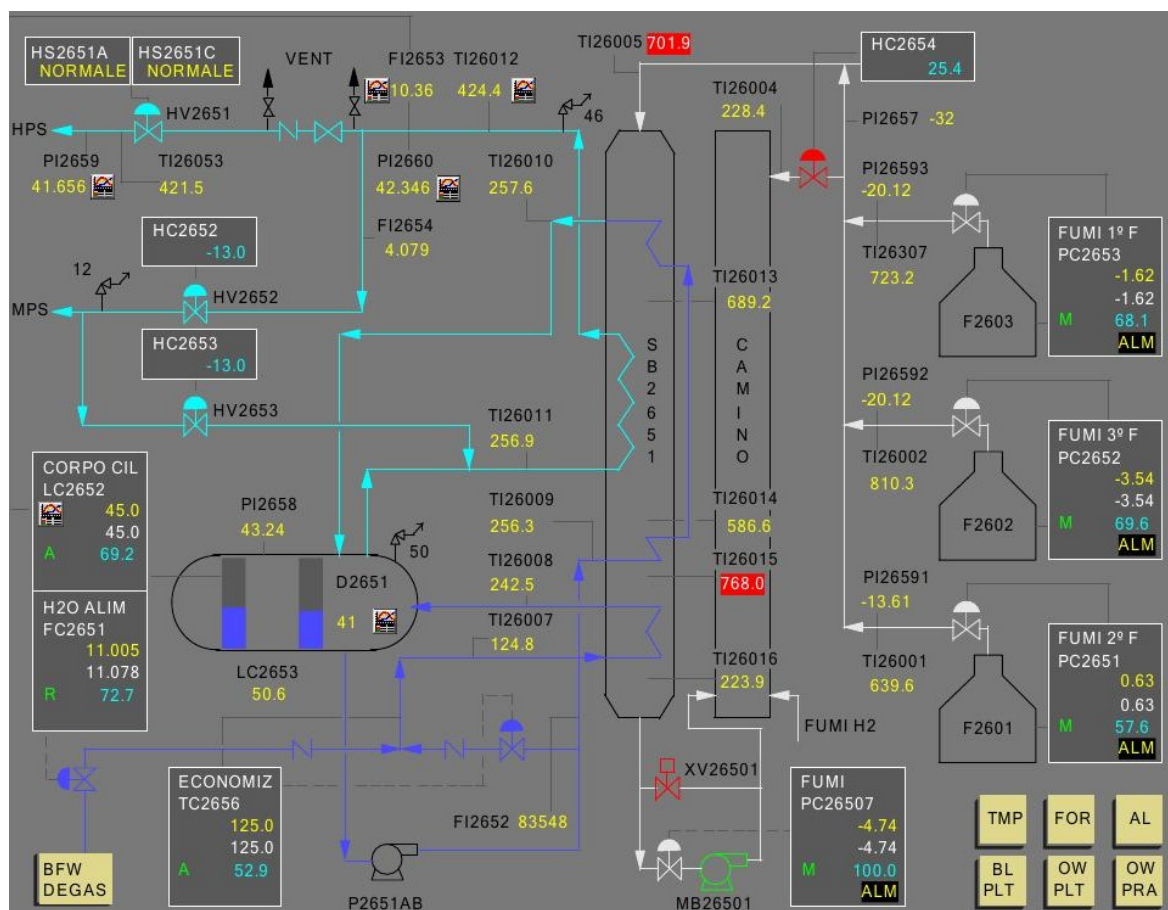 HS2651A
NORMALE
HS2651C
NORMALE
VENT
FI2653
10.36
TI26012
424.4
TI26005 701.9
HC2654
25.4
HV2651
46
TI26004
228.4
PI2657 -32
HPS
PI2659
41.656
TI26053
421.5
PI2660
42.346
TI26010
257.6
PI26593
-20.12
HC2652
-13.0
FI2654
4.079
TI26307
723.2
FUMI 1º F
PC2653
-1.62
-1.62
M 68.1
ALM
F2603
12
HV2652
MPS
TI26013
689.2
HC2653
-13.0
SB2651
CAMINO
HV2653
PI26592
-20.12
TI26011
256.9
TI26002
810.3
FUMI 3º F
PC2652
-3.54
-3.54
M 69.6
ALM
F2602
CORPO CIL
LC2652
45.0
45.0
A 69.2
PI2658
43.24
TI26009
256.3
TI26014
586.6
50
TI26008
242.5
TI26015
768.0
D2651
41
H2O ALIM
FC2651
11.005
11.078
R 72.7
TI26007
124.8
PI26591
-13.61
LC2653
50.6
TI26016
223.9
TI26001
639.6
FUMI 2º F
PC2651
0.63
0.63
M 57.6
ALM
F2601
FUMI H2
XV26501
ECONOMIZ
TC2656
125.0
125.0
A 52.9
FI2652 83548
FUMI
PC26507
-4.74
-4.74
M 100.0
ALM
BFW
DEGAS
P2651AB
MB26501
TMP
FOR
AL
BL
PLT
OW
PLT
OW
PRA